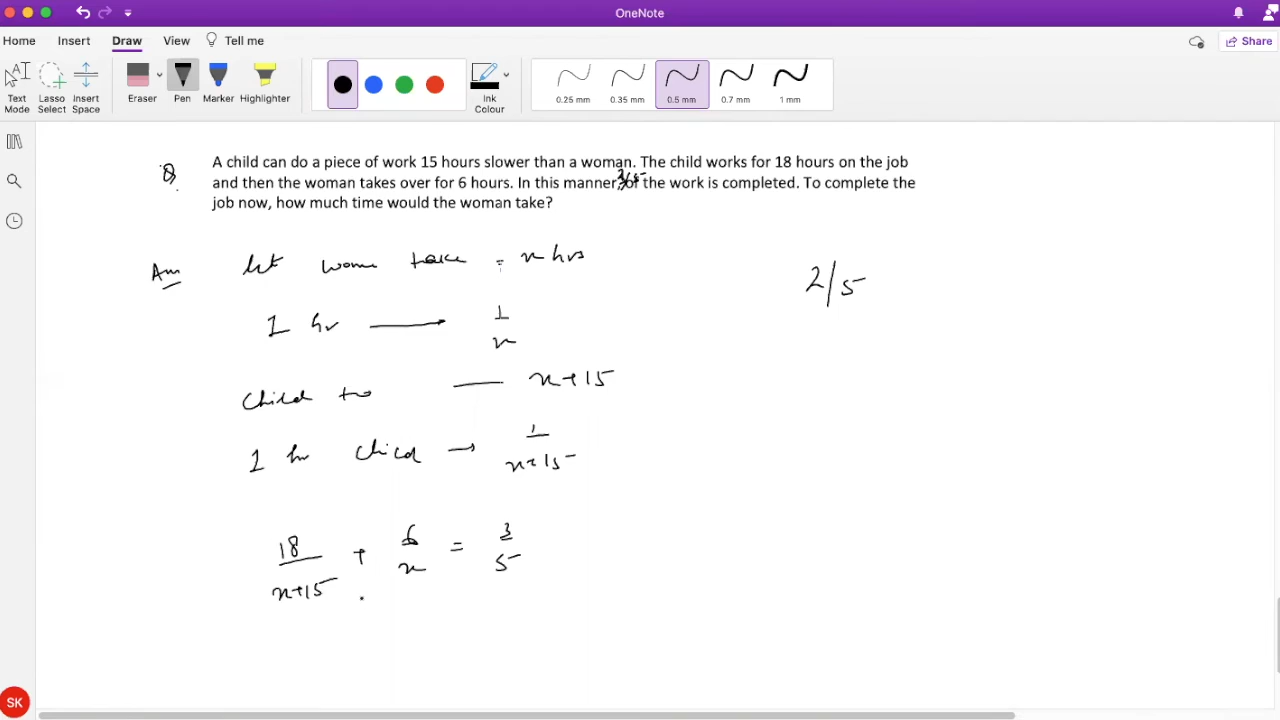 OneNote
Home Insert Draw View Tell me
Share
Text Mode
Lasso Select
Insert Space
Eraser
Pen
Marker
Highlighter
Ink Colour
0.25 mm
0.35 mm
0.5 mm
0.7 mm
1 mm
Q. A child can do a piece of work 15 hours slower than a woman. The child works for 18 hours on the job
and then the woman takes over for 6 hours. In this manner, 3/5 of the work is completed. To complete the
job now, how much time would the woman take?
Ans let take = x hrs
2/5
1 hr 1/x
child x+15
1 hr child → 1/x+15
18/x+15 + 6/x = 3/5
SK